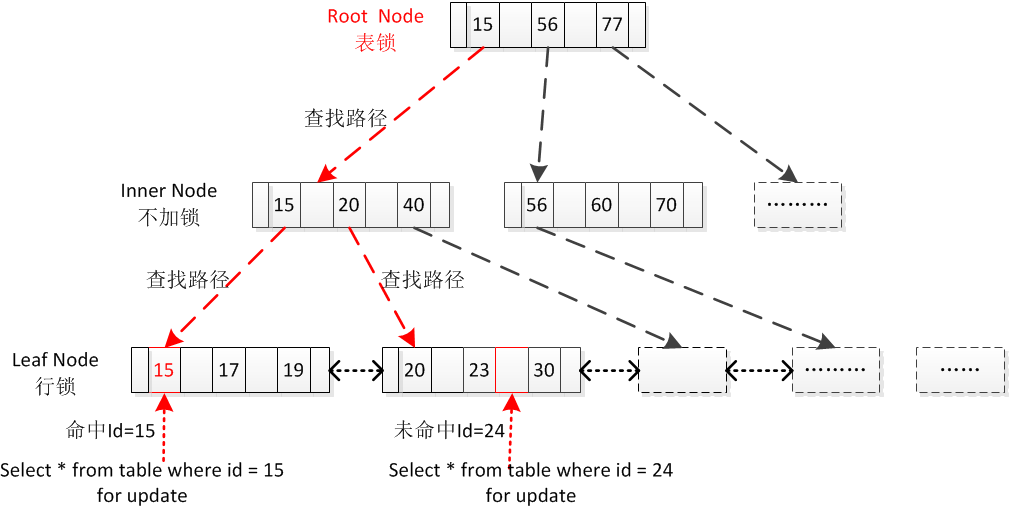 Root Node
表锁
15 56 77
查找路径
Inner Node
不加锁
15 20 40
56 60 70
………
查找路径
查找路径
Leaf Node
行锁
15 17 19
20 23 30
………
……
命中Id=15
未命中Id=24
Select * from table where id = 15
for update
Select * from table where id = 24
for update